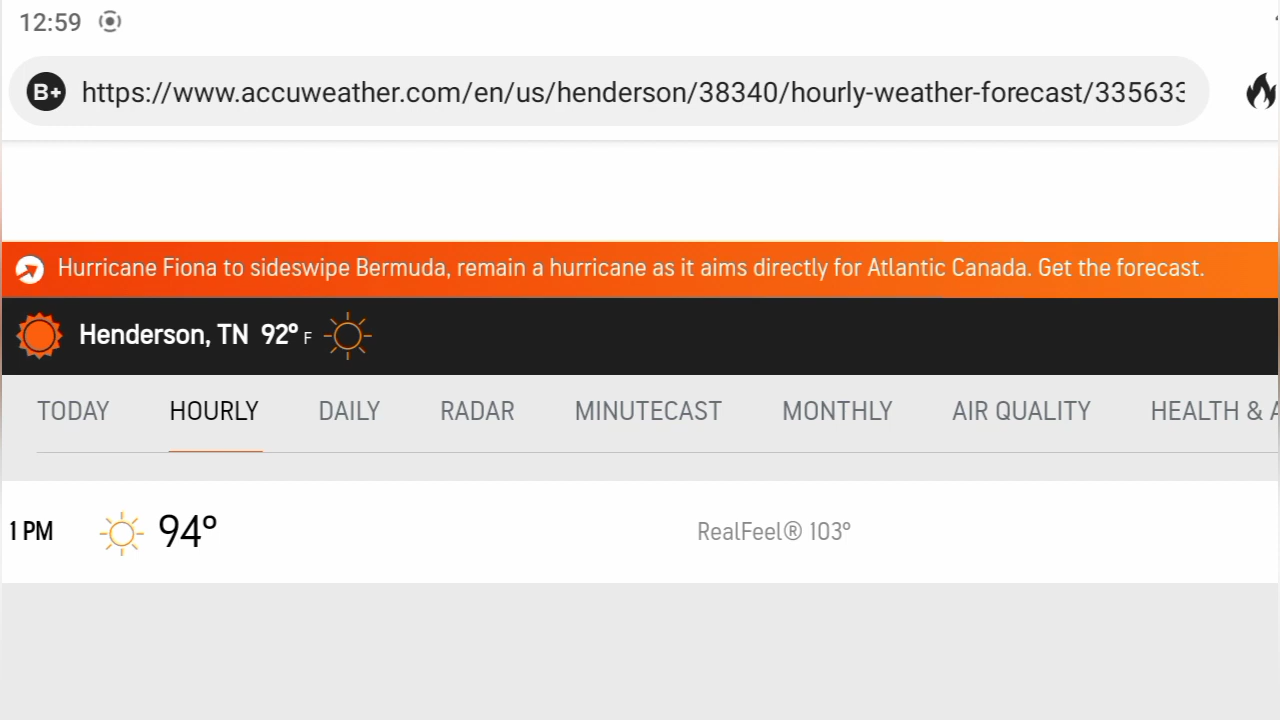 12:59
B+ https://www.accuweather.com/en/us/henderson/38340/hourly-weather-forecast/335633
Hurricane Fiona to sideswipe Bermuda, remain a hurricane as it aims directly for Atlantic Canada. Get the forecast.
Henderson, TN 92° F
TODAY HOURLY DAILY RADAR MINUTECAST MONTHLY AIR QUALITY HEALTH &
1 PM 94° RealFeel® 103°